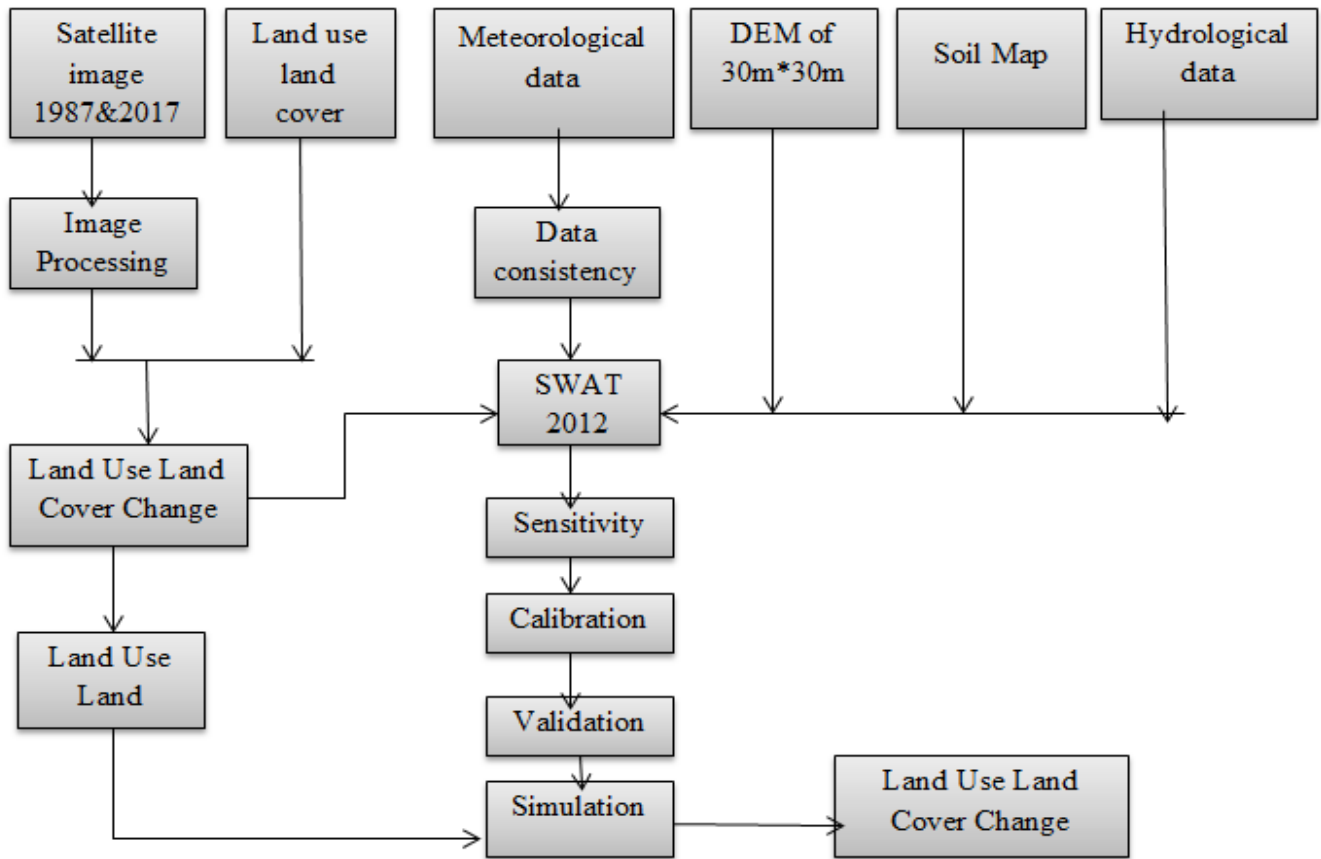 Satellite
image
1987&2017
Land use
land
cover
Meteorological
data
DEM of
30m*30m
Soil Map
Hydrological
data
Image
Processing
Data
consistency
SWAT
2012
Land Use Land
Cover Change
Sensitivity
Calibration
Land Use
Land
Validation
Simulation
Land Use Land
Cover Change